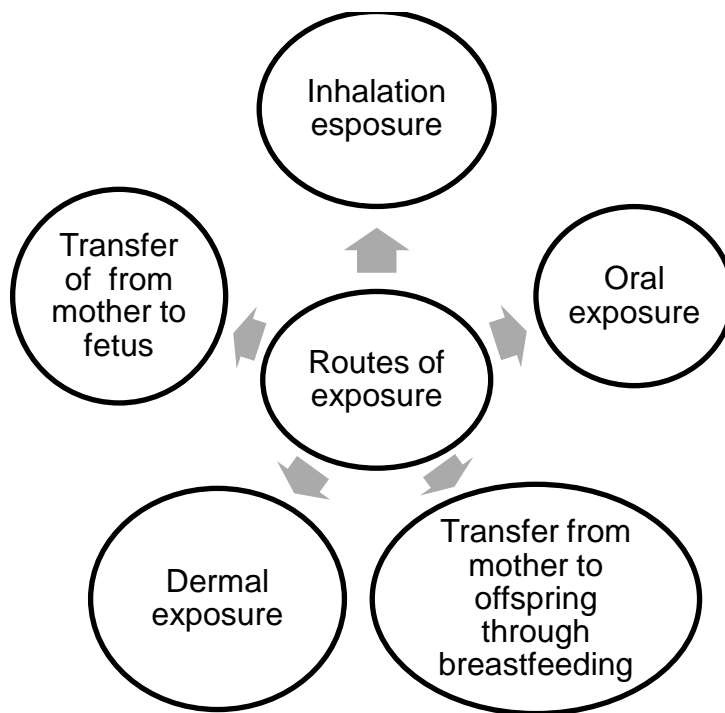 Inhalation
esposure
Transfer
of from
mother to
fetus
Oral
exposure
Routes of
exposure
Dermal
exposure
Transfer from
mother to
offspring
through
breastfeeding